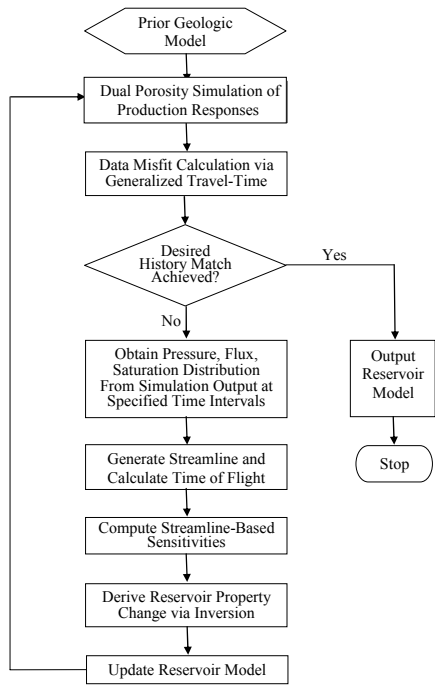 Prior Geologic
Model
Dual Porosity Simulation of
Production Responses
Data Misfit Calculation via
Generalized Travel-Time
Desired
History Match
Achieved?
Yes
No
Obtain Pressure, Flux,
Saturation Distribution
From Simulation Output at
Specified Time Intervals
Output
Reservoir
Model
Generate Streamline and
Calculate Time of Flight
Stop
Compute Streamline-Based
Sensitivities
Derive Reservoir Property
Change via Inversion
Update Reservoir Model